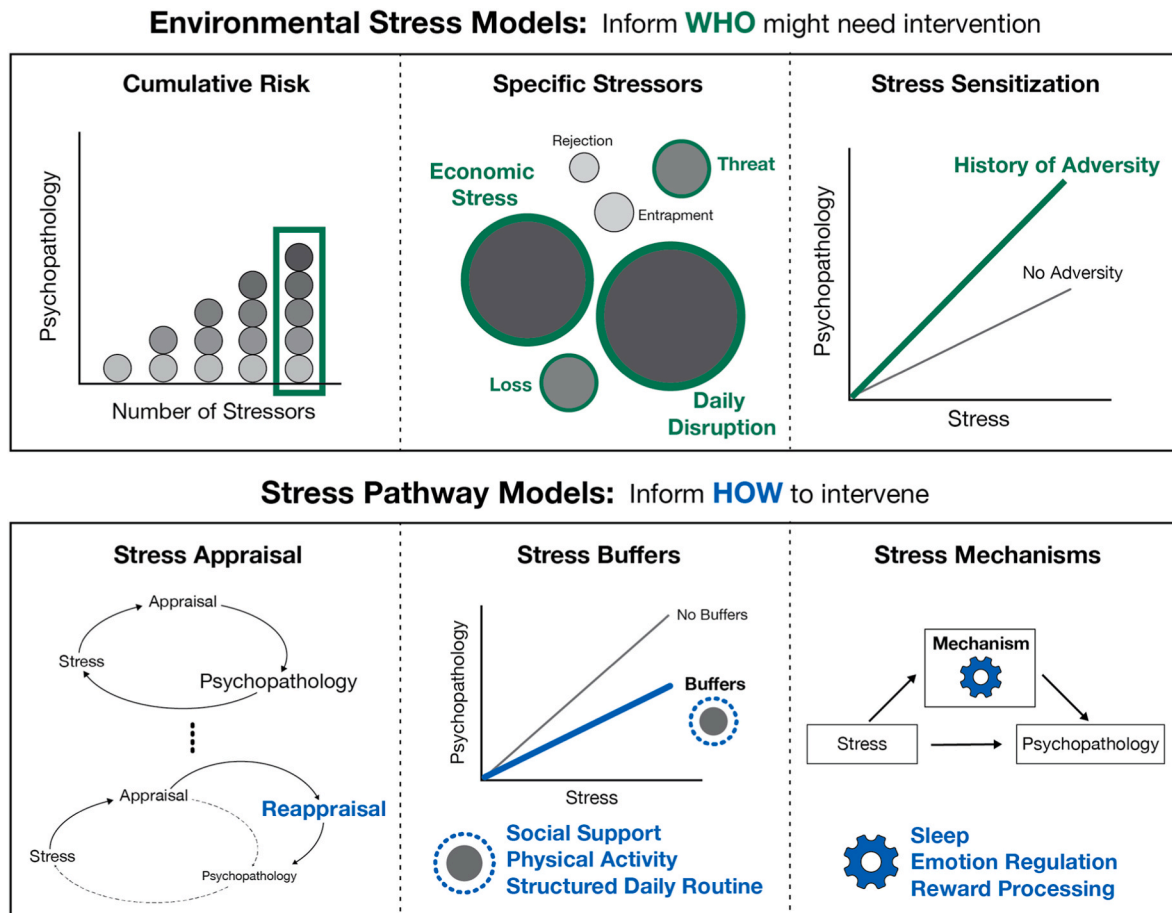 Environmental Stress Models: Inform WHO might need intervention
Cumulative Risk
Psychopathology
Number of Stressors
Specific Stressors
Rejection
Threat
Economic
Stress
Entrapment
Loss
Daily
Disruption
Stress Sensitization
Psychopathology
History of Adversity
No Adversity
Stress
Stress Pathway Models: Inform HOW to intervene
Stress Appraisal
Appraisal
Stress
Psychopathology
Appraisal
Reappraisal
Stress
Psychopathology
Stress Buffers
Psychopathology
No Buffers
Buffers
Stress
Social Support
Physical Activity
Structured Daily Routine
Stress Mechanisms
Mechanism
Stress
Psychopathology
Sleep
Emotion Regulation
Reward Processing